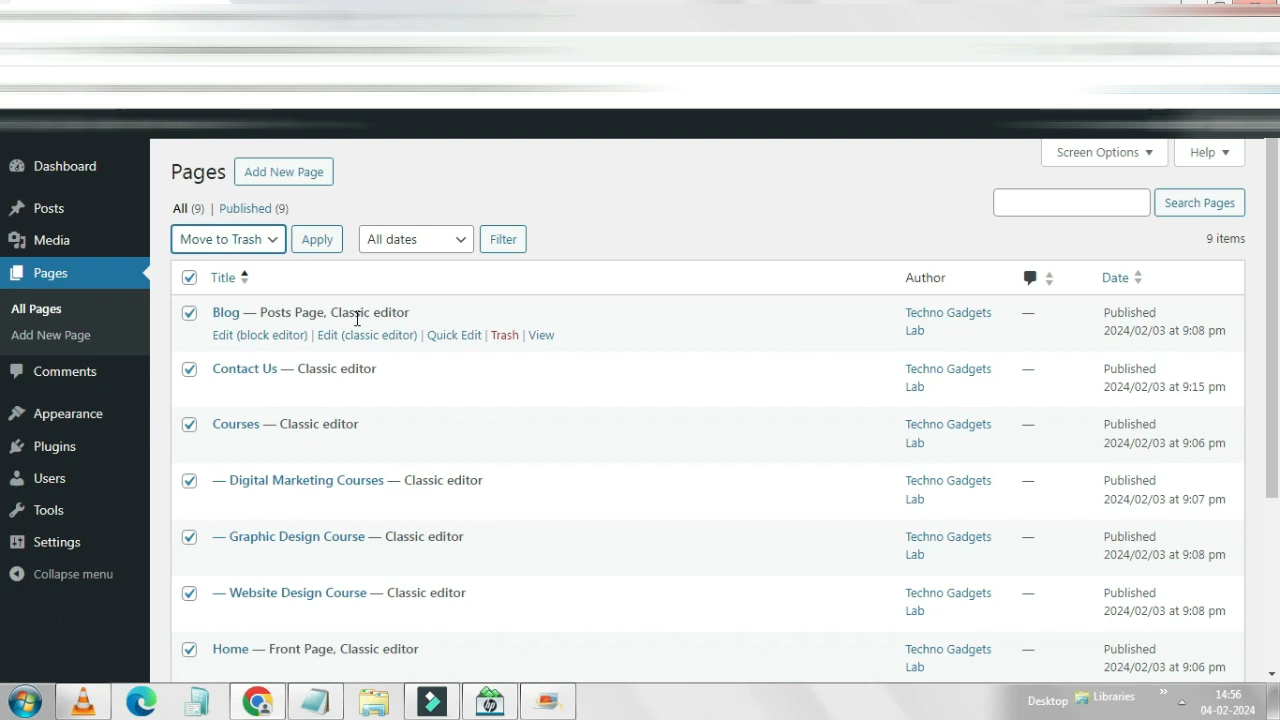 Dashboard
Posts
Media
Pages
All Pages
Add New Page
Comments
Appearance
Plugins
Users
Tools
Settings
Collapse menu
Screen Options
Help
Pages
Add New Page
All (9) | Published (9)
Search Pages
Move to Trash
Apply
All dates
Filter
9 items
Title
Author
Date
Blog — Posts Page, Classic editor
Edit (block editor) | Edit (classic editor) | Quick Edit | Trash | View
Techno Gadgets
Lab
—
Published
2024/02/03 at 9:08 pm
Contact Us — Classic editor
Techno Gadgets
Lab
—
Published
2024/02/03 at 9:15 pm
Courses — Classic editor
Techno Gadgets
Lab
—
Published
2024/02/03 at 9:06 pm
— Digital Marketing Courses — Classic editor
Techno Gadgets
Lab
—
Published
2024/02/03 at 9:07 pm
— Graphic Design Course — Classic editor
Techno Gadgets
Lab
—
Published
2024/02/03 at 9:08 pm
— Website Design Course — Classic editor
Techno Gadgets
Lab
—
Published
2024/02/03 at 9:08 pm
Home — Front Page, Classic editor
Techno Gadgets
Lab
—
Published
2024/02/03 at 9:06 pm
Desktop
Libraries
»
14:56
04-02-2024